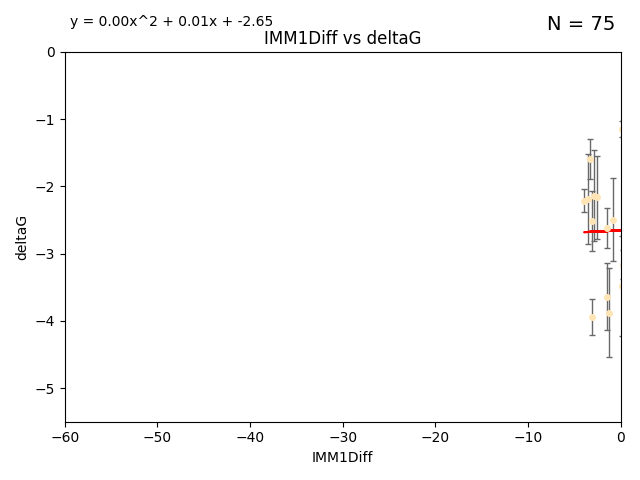 y = 0.00x^2 + 0.01x + -2.65
N = 75
IMM1Diff vs deltaG
0
−1
−2
−3
−4
−5
deltaG
−60 −50 −40 −30 −20 −10 0
IMM1Diff